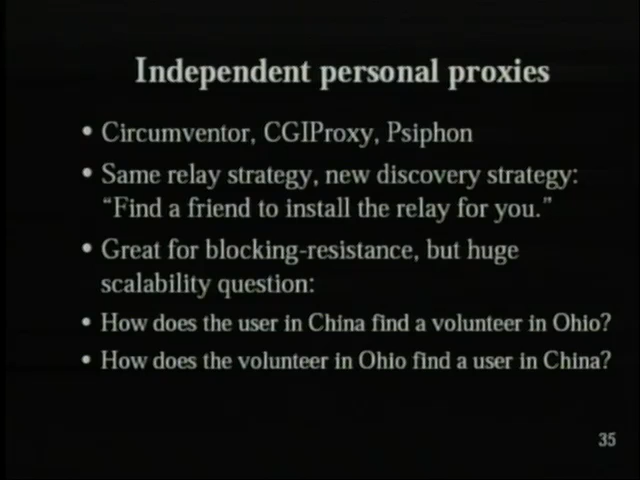 Independent personal proxies
• Circumventor, CGIProxy, Psiphon
• Same relay strategy, new discovery strategy:
“Find a friend to install the relay for you.”
• Great for blocking-resistance, but huge
scalability question:
• How does the user in China find a volunteer in Ohio?
• How does the volunteer in Ohio find a user in China?
35